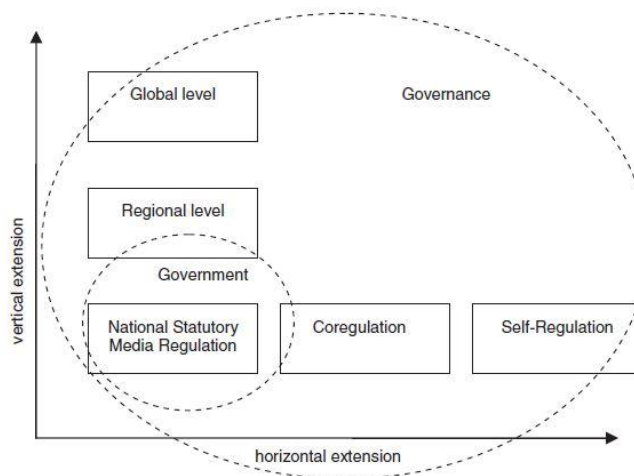 Global level
Governance
Regional level
Government
National Statutory
Media Regulation
Coregulation
Self-Regulation
vertical extension
horizontal extension